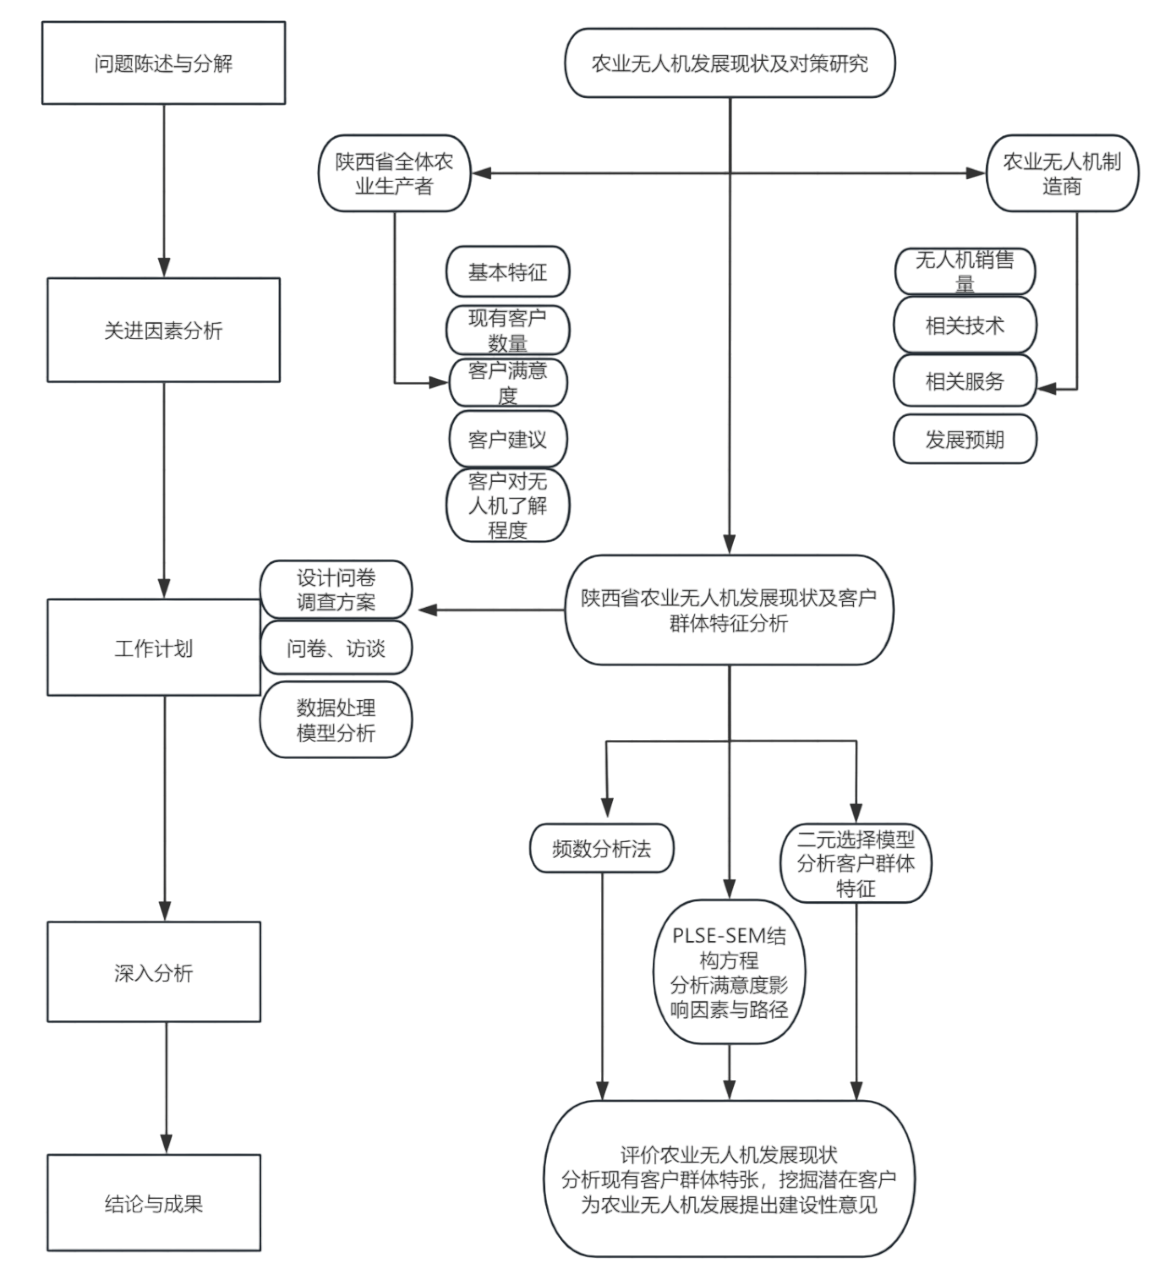 问题陈述与分解
农业无人机发展现状及对策研究
陕西省全体农
业生产者
农业无人机制
造商
基本特征
现有客户
数量
客户满意
度
客户建议
客户对无
人机了解
程度
无人机销售
量
相关技术
相关服务
发展预期
关进因素分析
设计问卷
调查方案
问卷、访谈
数据处理
模型分析
工作计划
陕西省农业无人机发展现状及客户
群体特征分析
频数分析法
二元选择模型
分析客户群体
特征
PLSE-SEM结
构方程
分析满意度影
响因素与路径
深入分析
评价农业无人机发展现状
分析现有客户群体特张，挖掘潜在客户
为农业无人机发展提出建设性意见
结论与成果